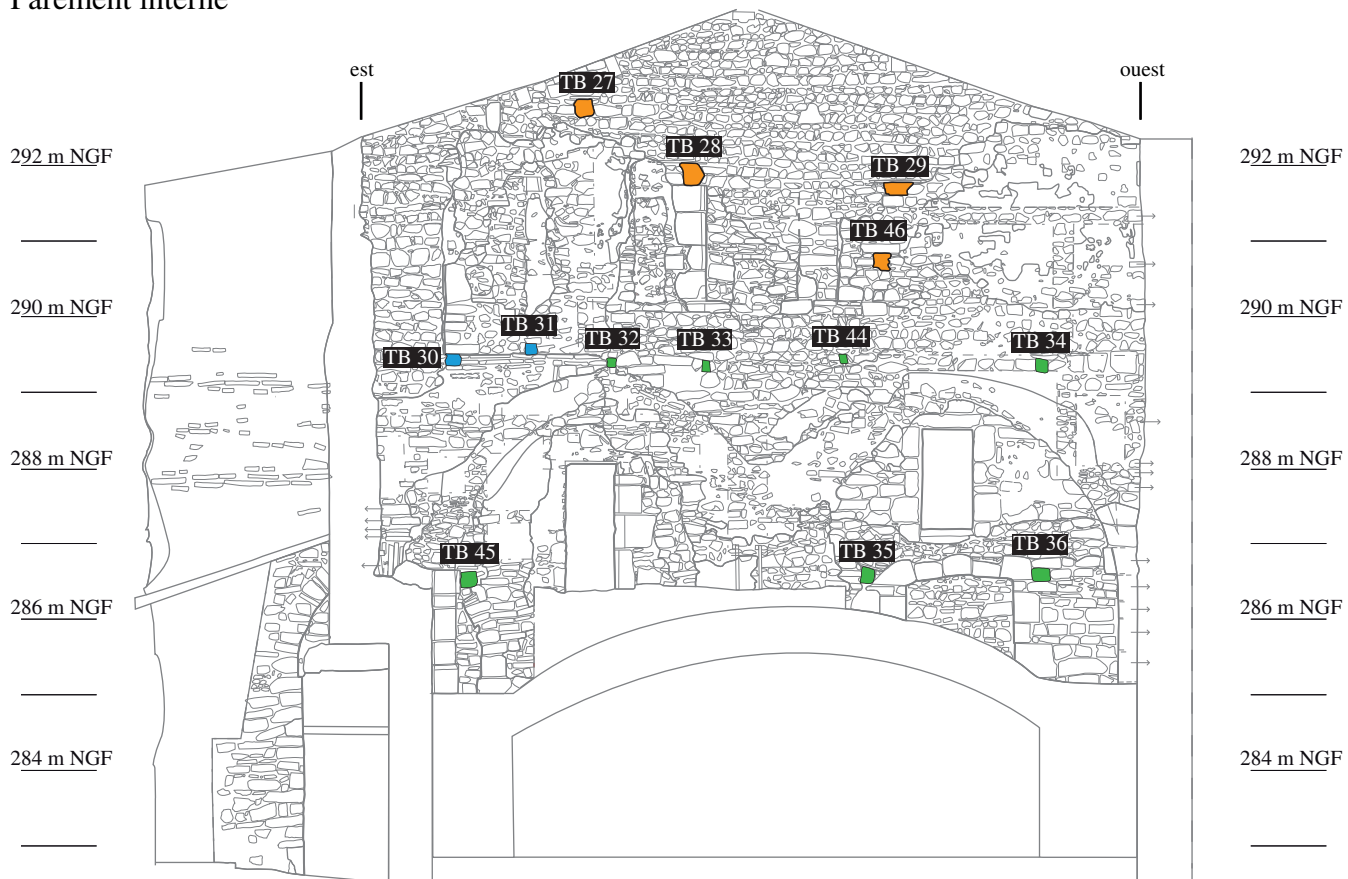 Parement interne
est
ouest
TB 27
TB 28
292 m NGF
292 m NGF
TB 29
TB 46
290 m NGF
290 m NGF
TB 31
TB 32
TB 33
TB 44
TB 34
TB 30
288 m NGF
288 m NGF
TB 45
TB 35
TB 36
286 m NGF
286 m NGF
284 m NGF
284 m NGF